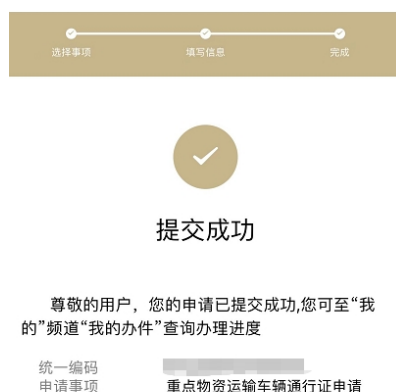 选择事项 填写信息 完成
提交成功
尊敬的用户，您的申请已提交成功,您可至“我
的”频道“我的办件”查询办理进度
统一编码
申请事项 重点物资运输车辆通行证申请